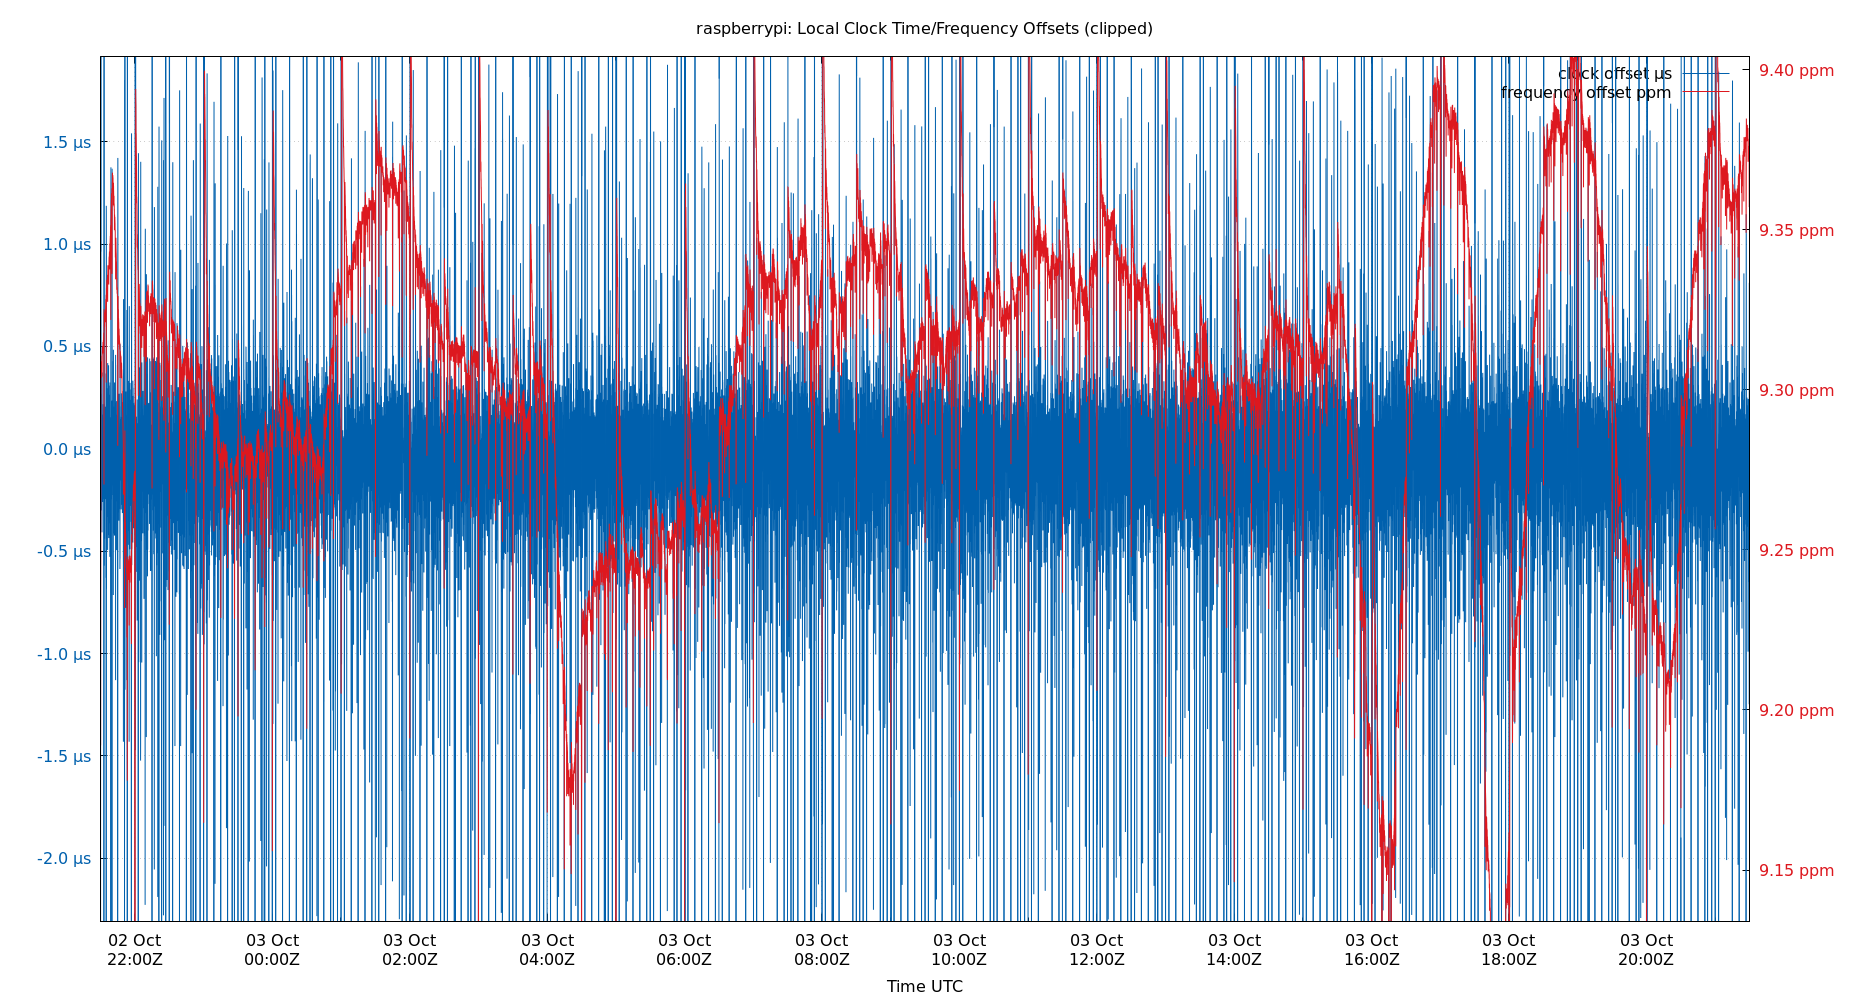 raspberrypi: Local Clock Time/Frequency Offsets (clipped)
clock offset µs
frequency offset ppm
1.5 µs
1.0 µs
0.5 µs
0.0 µs
-0.5 µs
-1.0 µs
-1.5 µs
-2.0 µs
9.40 ppm
9.35 ppm
9.30 ppm
9.25 ppm
9.20 ppm
9.15 ppm
02 Oct 03 Oct 03 Oct 03 Oct 03 Oct 03 Oct 03 Oct 03 Oct 03 Oct 03 Oct 03 Oct 03 Oct
22:00Z 00:00Z 02:00Z 04:00Z 06:00Z 08:00Z 10:00Z 12:00Z 14:00Z 16:00Z 18:00Z 20:00Z
Time UTC